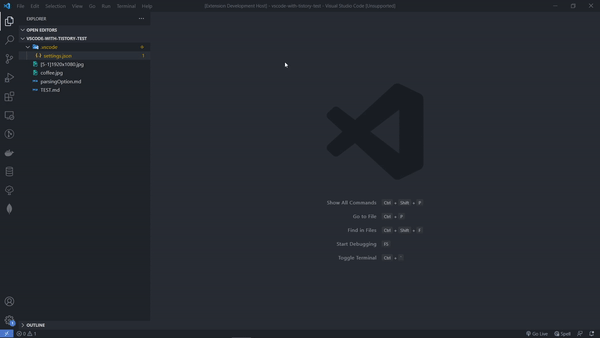 File Edit Selection View Go Run Terminal Help
[Extension Development Host] - vscode-with-tistory-test - Visual Studio Code [Unsupported]
EXPLORER
OPEN EDITORS
VSCODE-WITH-TISTORY-TEST
.vscode
{} settings.json 1
[S-1]1920x1080.jpg
coffee.jpg
parsingOption.md
TEST.md
Show All Commands Ctrl + Shift + P
Go to File Ctrl + P
Find in Files Ctrl + Shift + F
Start Debugging F5
Toggle Terminal Ctrl + `
OUTLINE
0 1 Go Live Spell